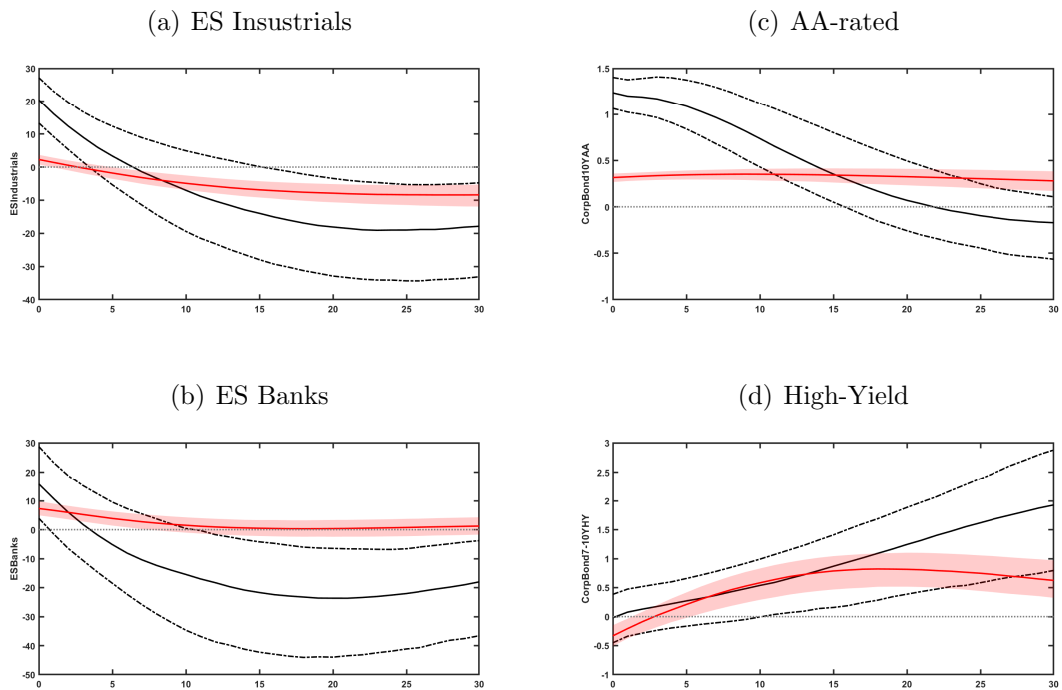 (a) ES Insustrials
30
20
10
0
-10
-20
-30
-40
ESIndustrials
0 5 10 15 20 25 30
(c) AA-rated
1.5
1
0.5
0
-0.5
-1
CorpBond10YAA
0 5 10 15 20 25 30
(b) ES Banks
30
20
10
0
-10
-20
-30
-40
-50
ESBanks
0 5 10 15 20 25 30
(d) High-Yield
3
2.5
2
1.5
1
0.5
0
-0.5
-1
CorpBond7-10YHY
0 5 10 15 20 25 30